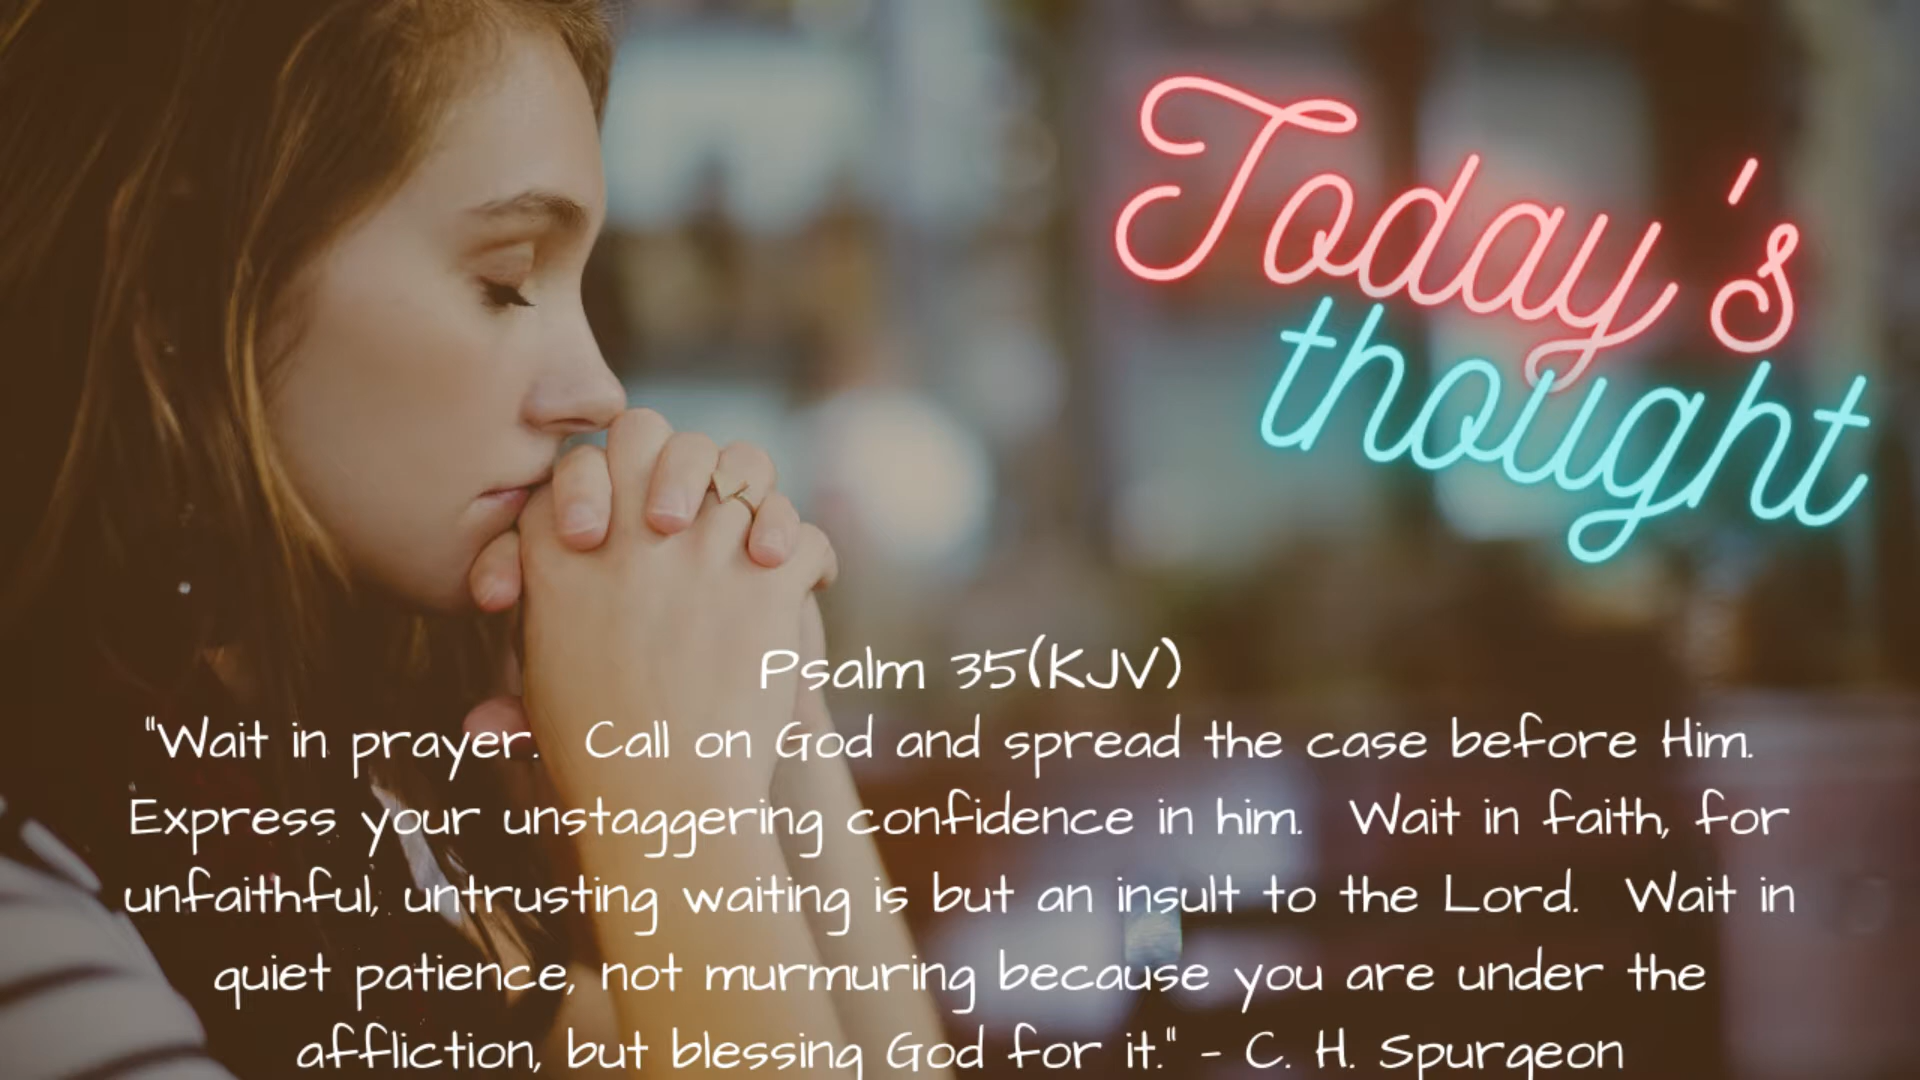 Today's
thought
Psalm 35(KJV)
"Wait in prayer.  Call on God and spread the case before Him.
Express your unstaggering confidence in him.  Wait in faith, for
unfaithful, untrusting waiting is but an insult to the Lord.  Wait in
quiet patience, not murmuring because you are under the
affliction, but blessing God for it." - C. H. Spurgeon